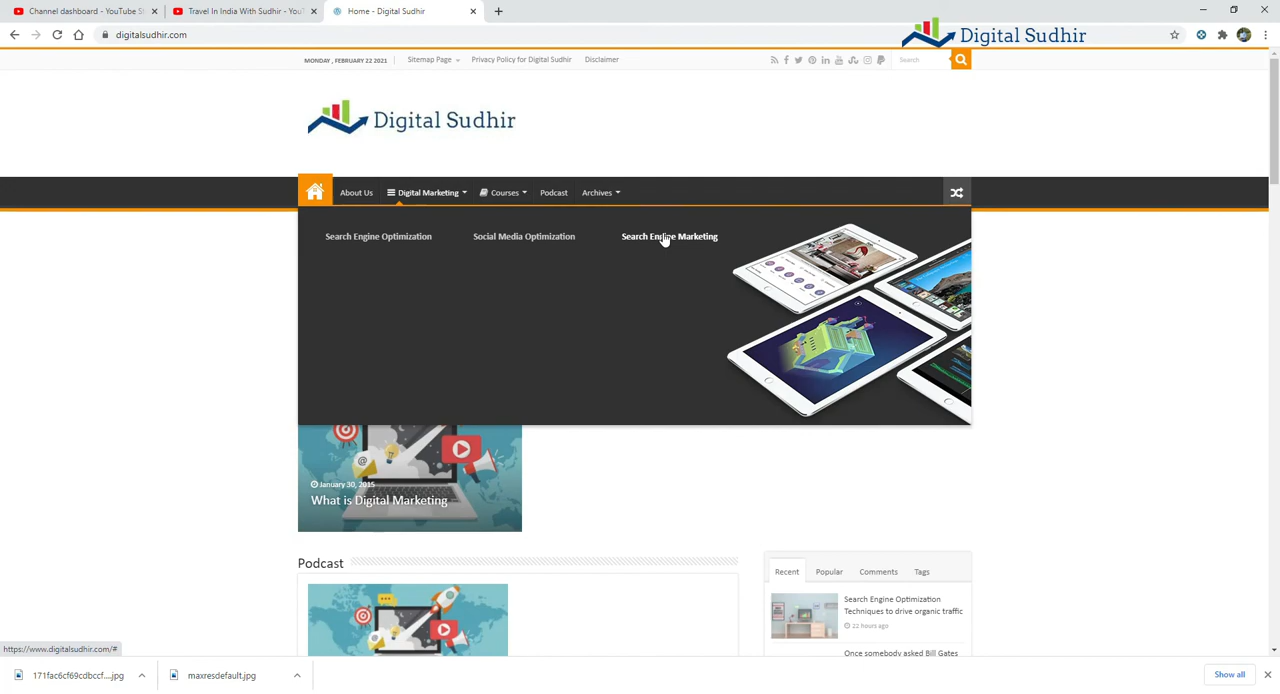 Channel dashboard - YouTube St
Travel In India With Sudhir - YouT
Home - Digital Sudhir
digitalsudhir.com
Digital Sudhir
MONDAY , FEBRUARY 22 2021
Sitemap Page
Privacy Policy for Digital Sudhir
Disclaimer
Search
Digital Sudhir
About Us
Digital Marketing
Courses
Podcast
Archives
Search Engine Optimization
Social Media Optimization
Search Engine Marketing
January 30, 2015
What is Digital Marketing
Podcast
Recent
Popular
Comments
Tags
Search Engine Optimization
Techniques to drive organic traffic
22 hours ago
Once somebody asked Bill Gates
https://www.digitalsudhir.com/#
171fac6cf69cdbccf....jpg
maxresdefault.jpg
Show all